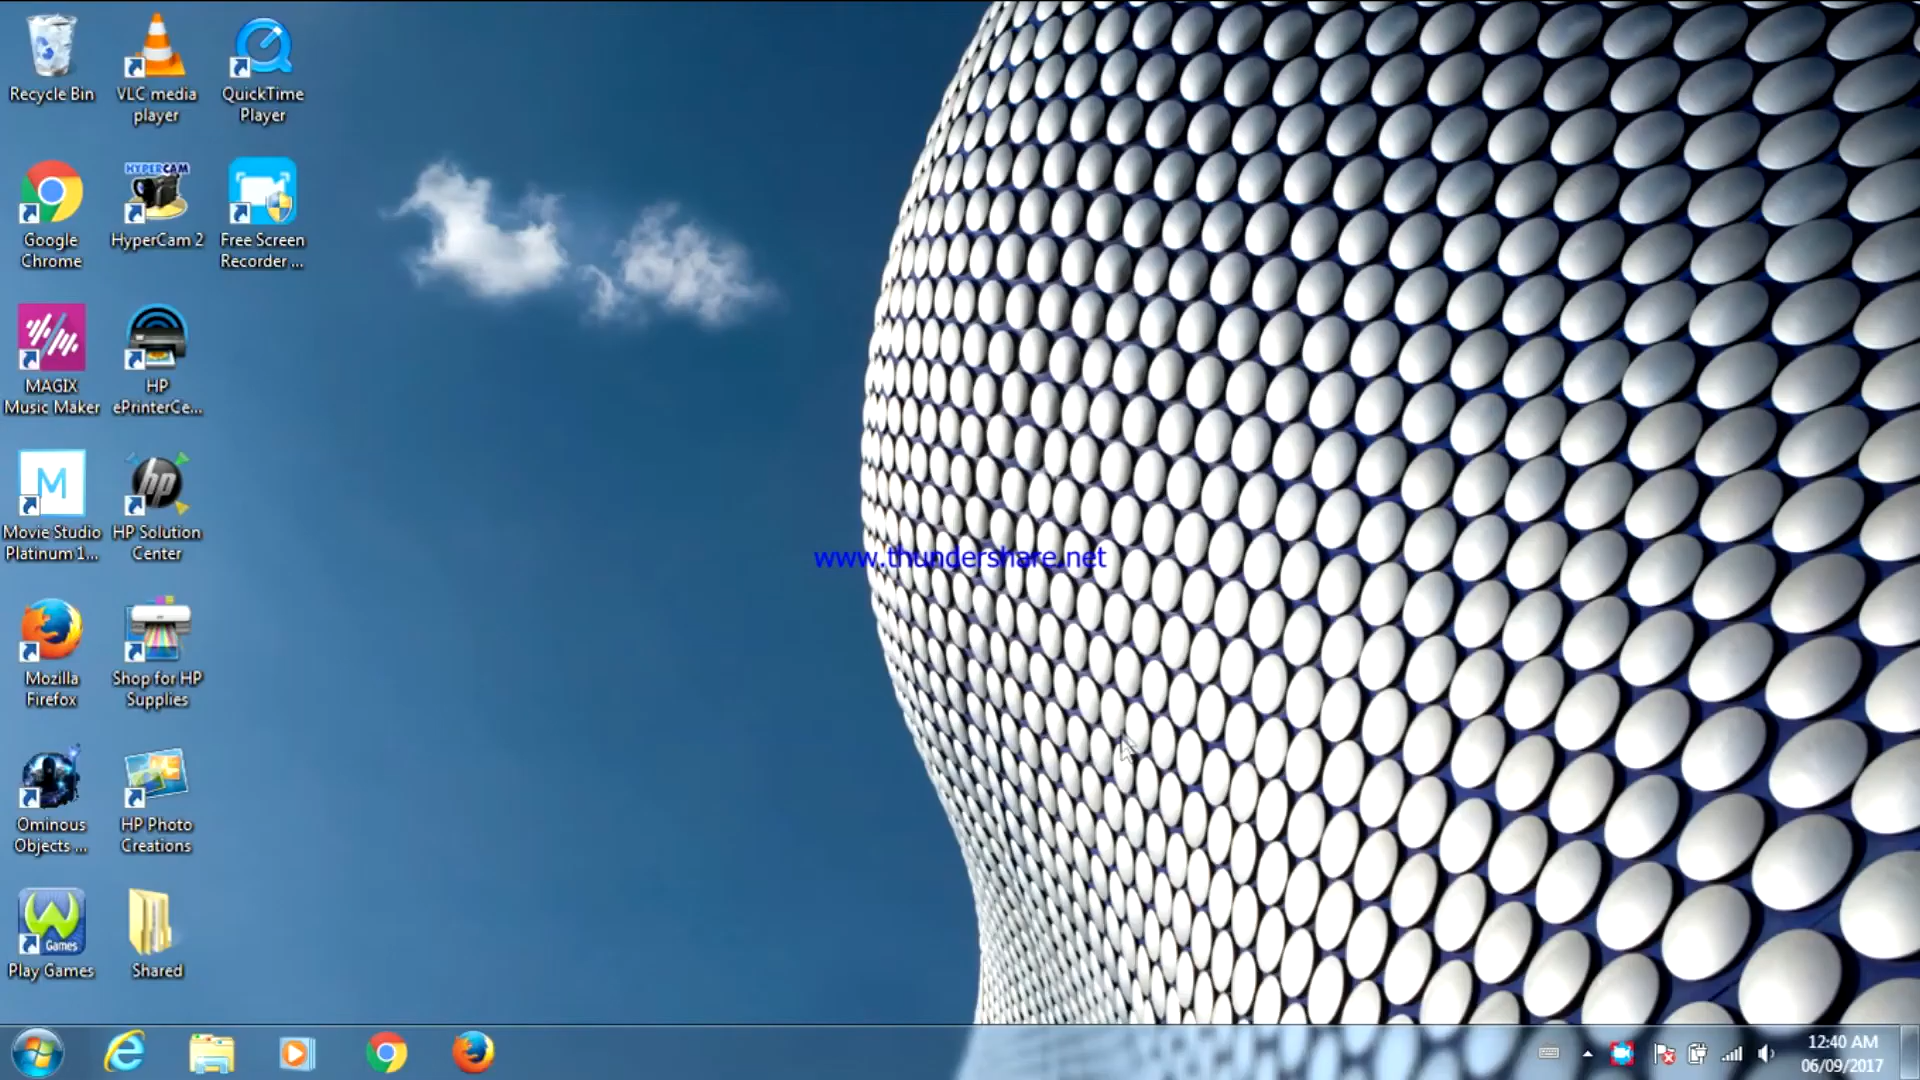 Recycle Bin
VLC media
player
QuickTime
Player
Google
Chrome
HYPERCAM
HyperCam 2
Free Screen
Recorder ...
MAGIX
Music Maker
HP
ePrinterCe...
M
Movie Studio
Platinum 1...
hp
HP Solution
Center
www.thundershare.net
Mozilla
Firefox
Shop for HP
Supplies
Ominous
Objects ...
HP Photo
Creations
Games
Play Games
Shared
12:40 AM
06/09/2017